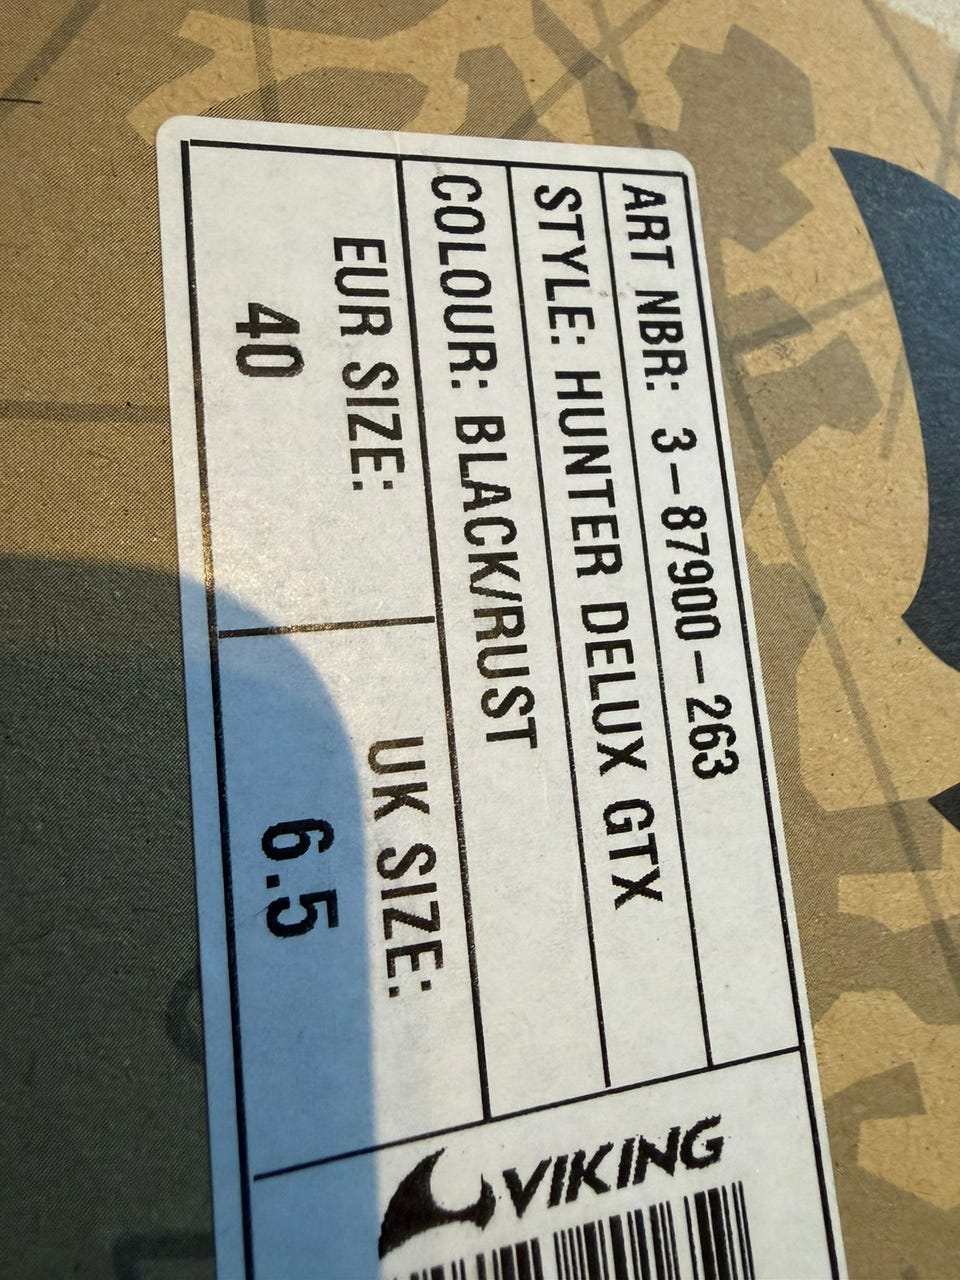 ART NBR: 3-87900-263
STYLE: HUNTER DELUX GTX
COLOUR: BLACK/RUST
EUR SIZE:
40
UK SIZE:
6.5
VIKING